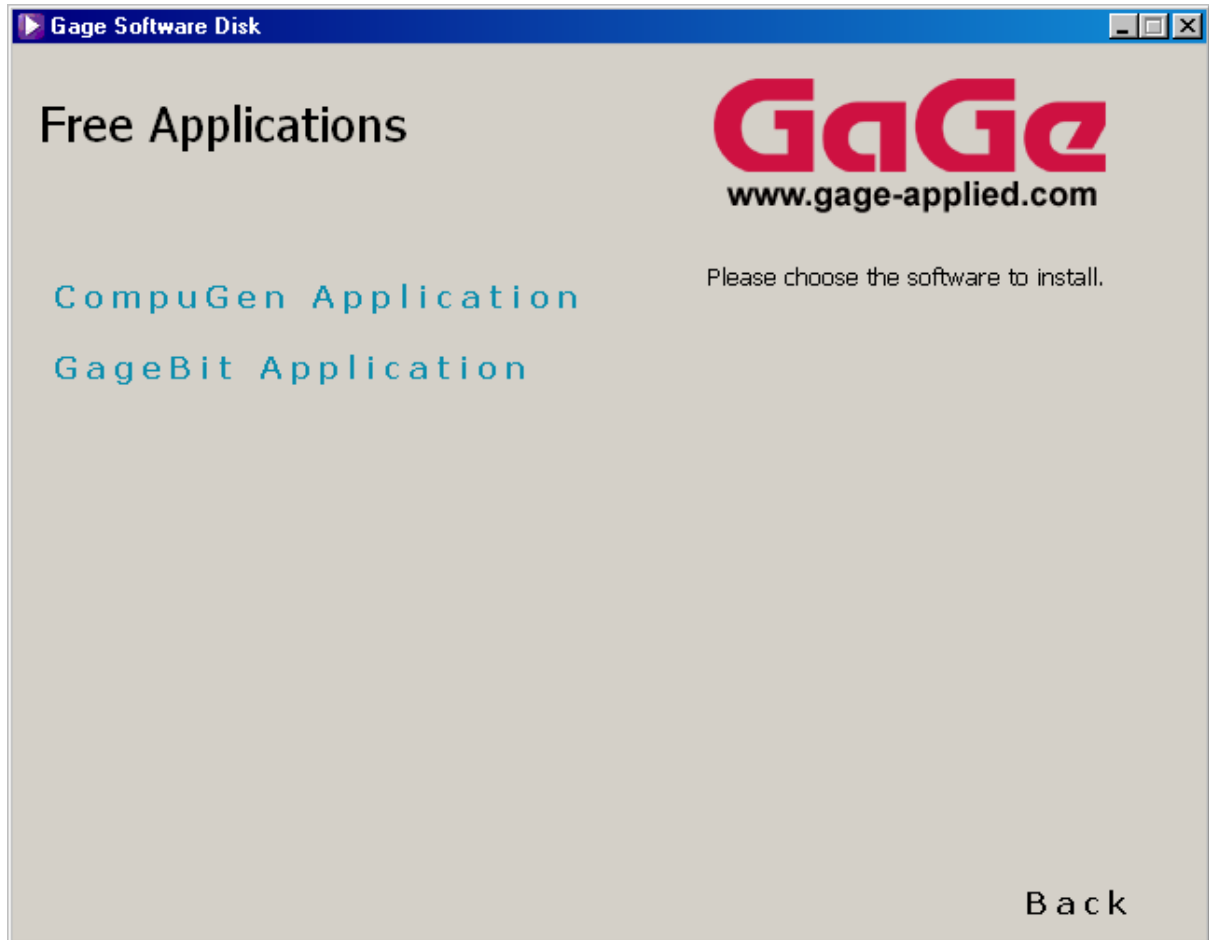 Gage Software Disk
Free Applications
GaGe
www.gage-applied.com
Please choose the software to install.
CompuGen Application
GageBit Application
Back